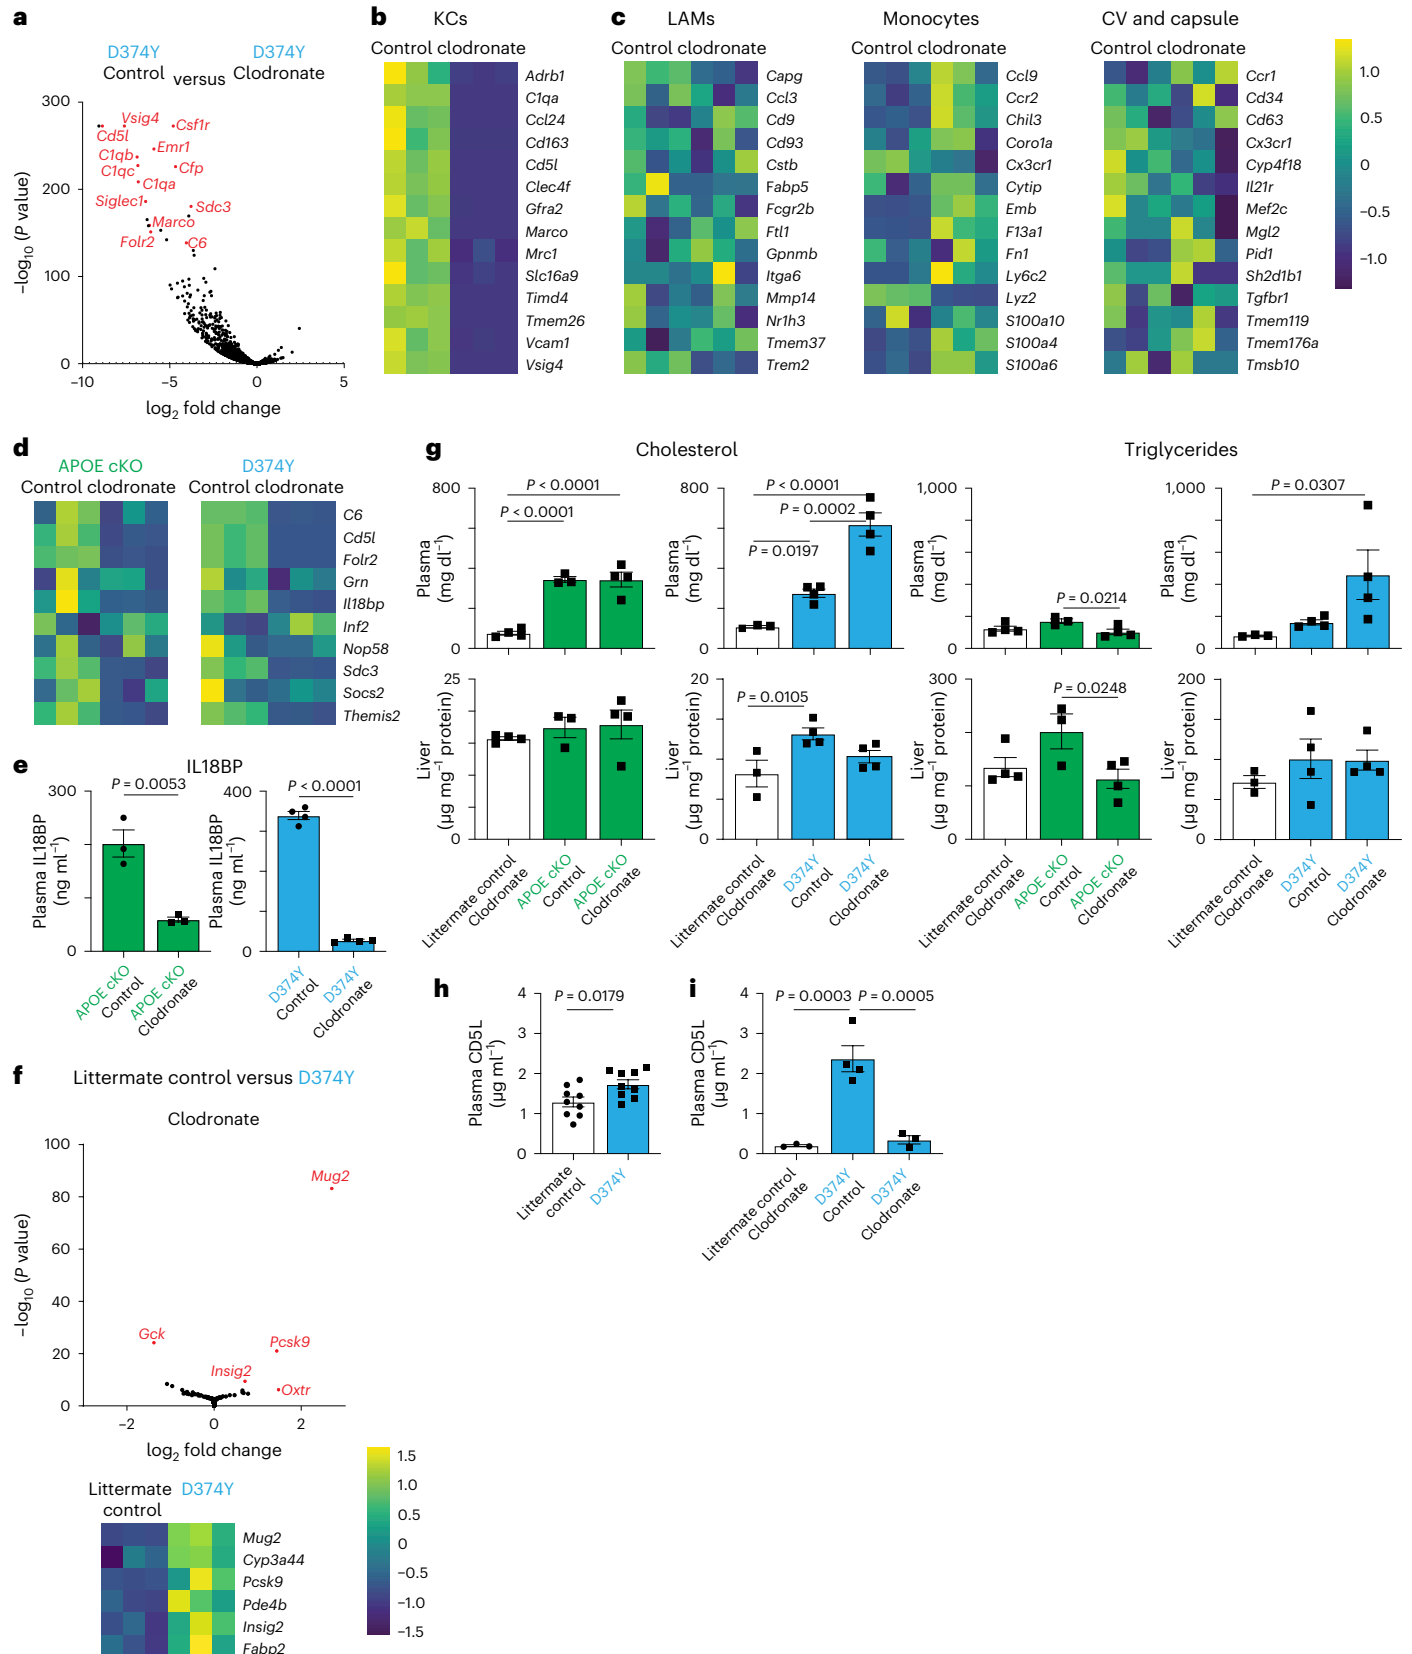 a
D374Y
Control
versus
D374Y
Clodronate
300
200
100
0
−log10 (P value)
Vsig4
Csf1r
Cd5l
C1qb
Emr1
C1qc
Cfp
C1qa
Siglec1
Sdc3
Marco
Folr2
C6
−10
−5
0
5
log2 fold change
b
KCs
Control clodronate
Adrb1
C1qa
Ccl24
Cd163
Cd5l
Clec4f
Gfra2
Marco
Mrc1
Slc16a9
Timd4
Tmem26
Vcam1
Vsig4
c
LAMs
Control clodronate
Capg
Ccl3
Cd9
Cd93
Cstb
Fabp5
Fcgr2b
Ftl1
Gpnmb
Itga6
Mmp14
Nr1h3
Tmem37
Trem2
Monocytes
Control clodronate
Ccl9
Ccr2
Chil3
Coro1a
Cx3cr1
Cytip
Emb
F13a1
Fn1
Ly6c2
Lyz2
S100a10
S100a4
S100a6
CV and capsule
Control clodronate
Ccr1
Cd34
Cd63
Cx3cr1
Cyp4f18
Il21r
Mef2c
Mgl2
Pid1
Sh2d1b1
Tgfbr1
Tmem119
Tmem176a
Tmsb10
1.0
0.5
0
−0.5
−1.0
d
APOE cKO
Control clodronate
D374Y
Control clodronate
C6
Cd5l
Folr2
Grn
Il18bp
Inf2
Nop58
Sdc3
Socs2
Themis2
e
IL18BP
P = 0.0053
300
0
Plasma IL18BP
(ng ml−1)
APOE cKO
Control
APOE cKO
Clodronate
P < 0.0001
400
0
Plasma IL18BP
(ng ml−1)
D374Y
Control
D374Y
Clodronate
f
Littermate control versus D374Y
Clodronate
100
80
60
40
20
0
−log10 (P value)
Mug2
Gck
Pcsk9
Insig2
Oxtr
−2
0
2
log2 fold change
Littermate
control
D374Y
Mug2
Cyp3a44
Pcsk9
Pde4b
Insig2
Fabp2
1.5
1.0
0.5
0
−0.5
−1.0
−1.5
g
Cholesterol
Triglycerides
800
0
Plasma
(mg dl−1)
P < 0.0001
P < 0.0001
800
0
Plasma
(mg dl−1)
P < 0.0001
P = 0.0002
P = 0.0197
1,000
0
Plasma
(mg dl−1)
P = 0.0214
1,000
0
Plasma
(mg dl−1)
P = 0.0307
25
0
Liver
(µg mg−1 protein)
Littermate control
Clodronate
APOE cKO
Control
APOE cKO
Clodronate
20
0
Liver
(µg mg−1 protein)
P = 0.0105
Littermate control
Clodronate
D374Y
Control
D374Y
Clodronate
300
0
Liver
(µg mg−1 protein)
P = 0.0248
Littermate control
Clodronate
APOE cKO
Control
APOE cKO
Clodronate
200
0
Liver
(µg mg−1 protein)
Littermate control
Clodronate
D374Y
Control
D374Y
Clodronate
h
4
3
2
1
0
Plasma CD5L
(µg ml−1)
P = 0.0179
Littermate
control
D374Y
i
4
3
2
1
0
Plasma CD5L
(µg ml−1)
P = 0.0003
P = 0.0005
Littermate control
Clodronate
D374Y
Control
D374Y
Clodronate